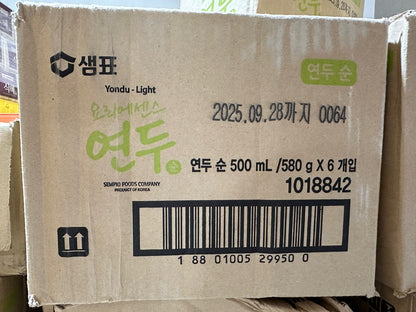 샘표
연두 순
Yondu - Light
요리에센스
연두 순
2025.09.28까지 0064
연두 순 500 mL /580 g X 6 개입
SEMPIO FOODS COMPANY
PRODUCT OF KOREA
1018842
1 88 01005 29950 0